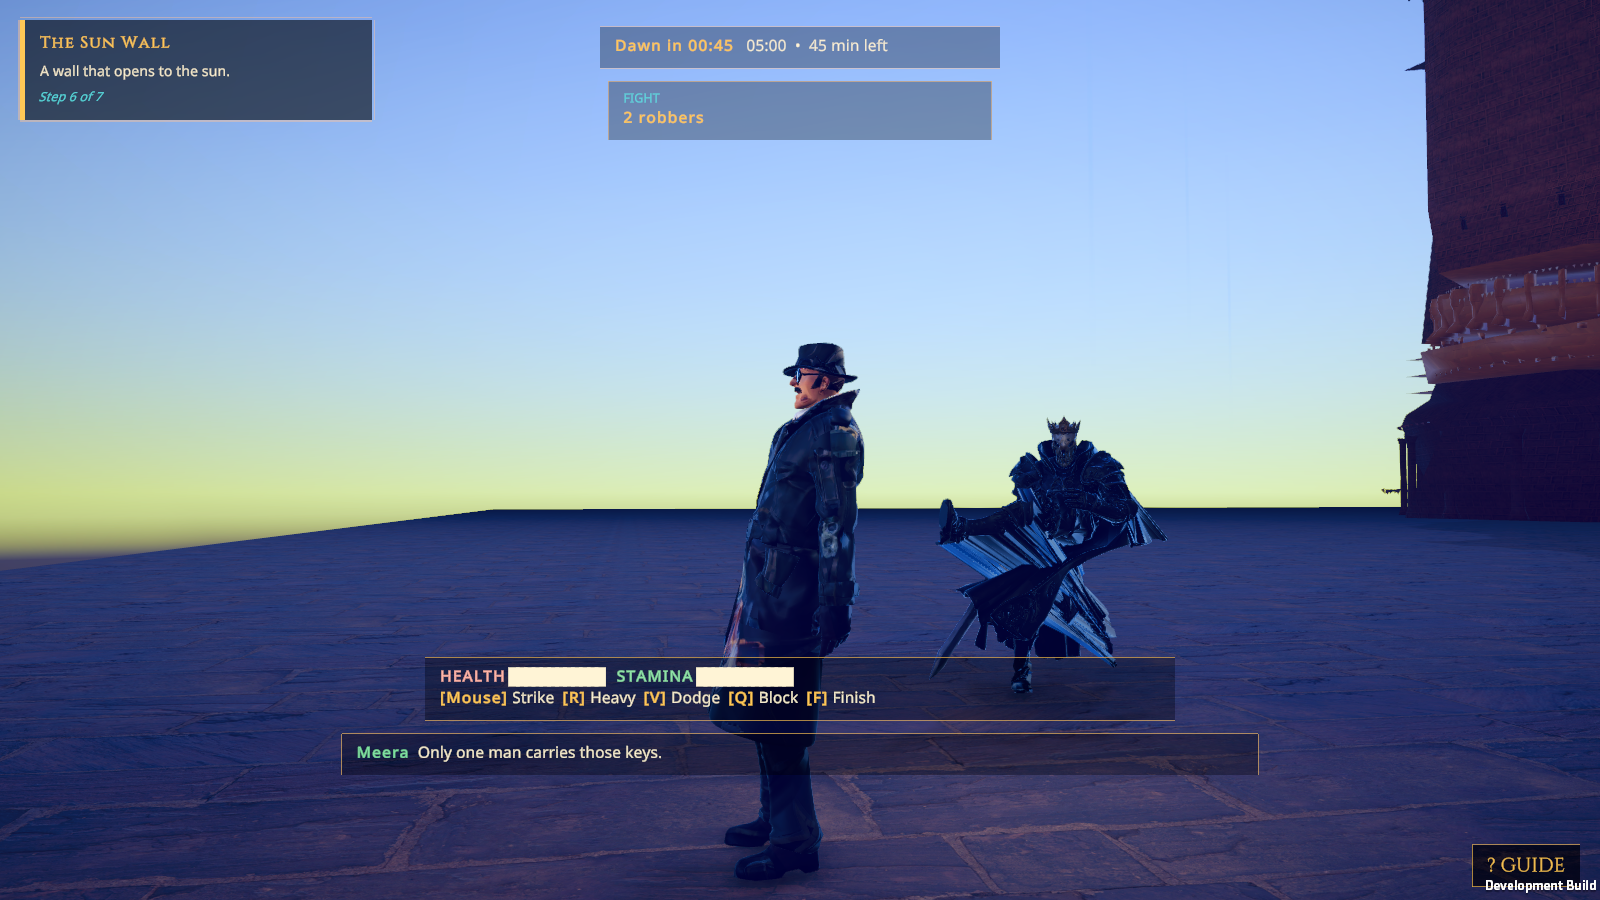 The Sun Wall
A wall that opens to the sun.
Step 6 of 7
Dawn in 00:45 05:00 • 45 min left
FIGHT
2 robbers
HEALTH STAMINA
[Mouse] Strike [R] Heavy [V] Dodge [Q] Block [F] Finish
Meera Only one man carries those keys.
? GUIDE
Development Build